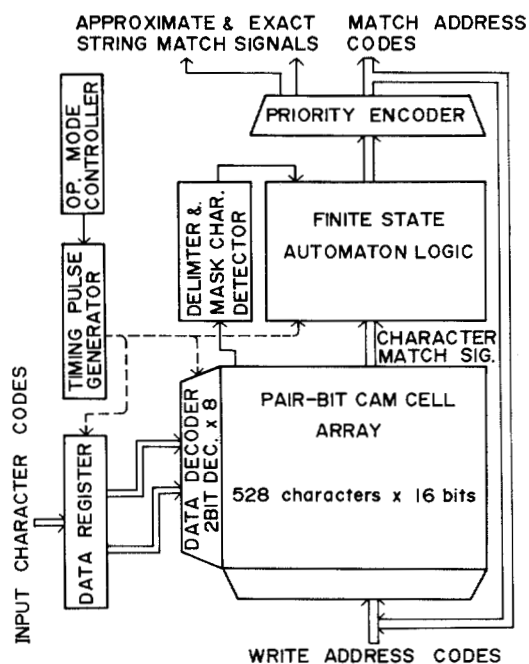 APPROXIMATE & EXACT
STRING MATCH SIGNALS
MATCH ADDRESS
CODES
PRIORITY ENCODER
OP. MODE
CONTROLLER
DELIMTER &
MASK CHAR.
DETECTOR
FINITE STATE
AUTOMATON LOGIC
TIMING PULSE
GENERATOR
CHARACTER
MATCH SIG.
INPUT CHARACTER CODES
DATA REGISTER
DATA DECODER
2BIT DEC. x 8
PAIR-BIT CAM CELL
ARRAY
528 characters x 16 bits
WRITE ADDRESS CODES